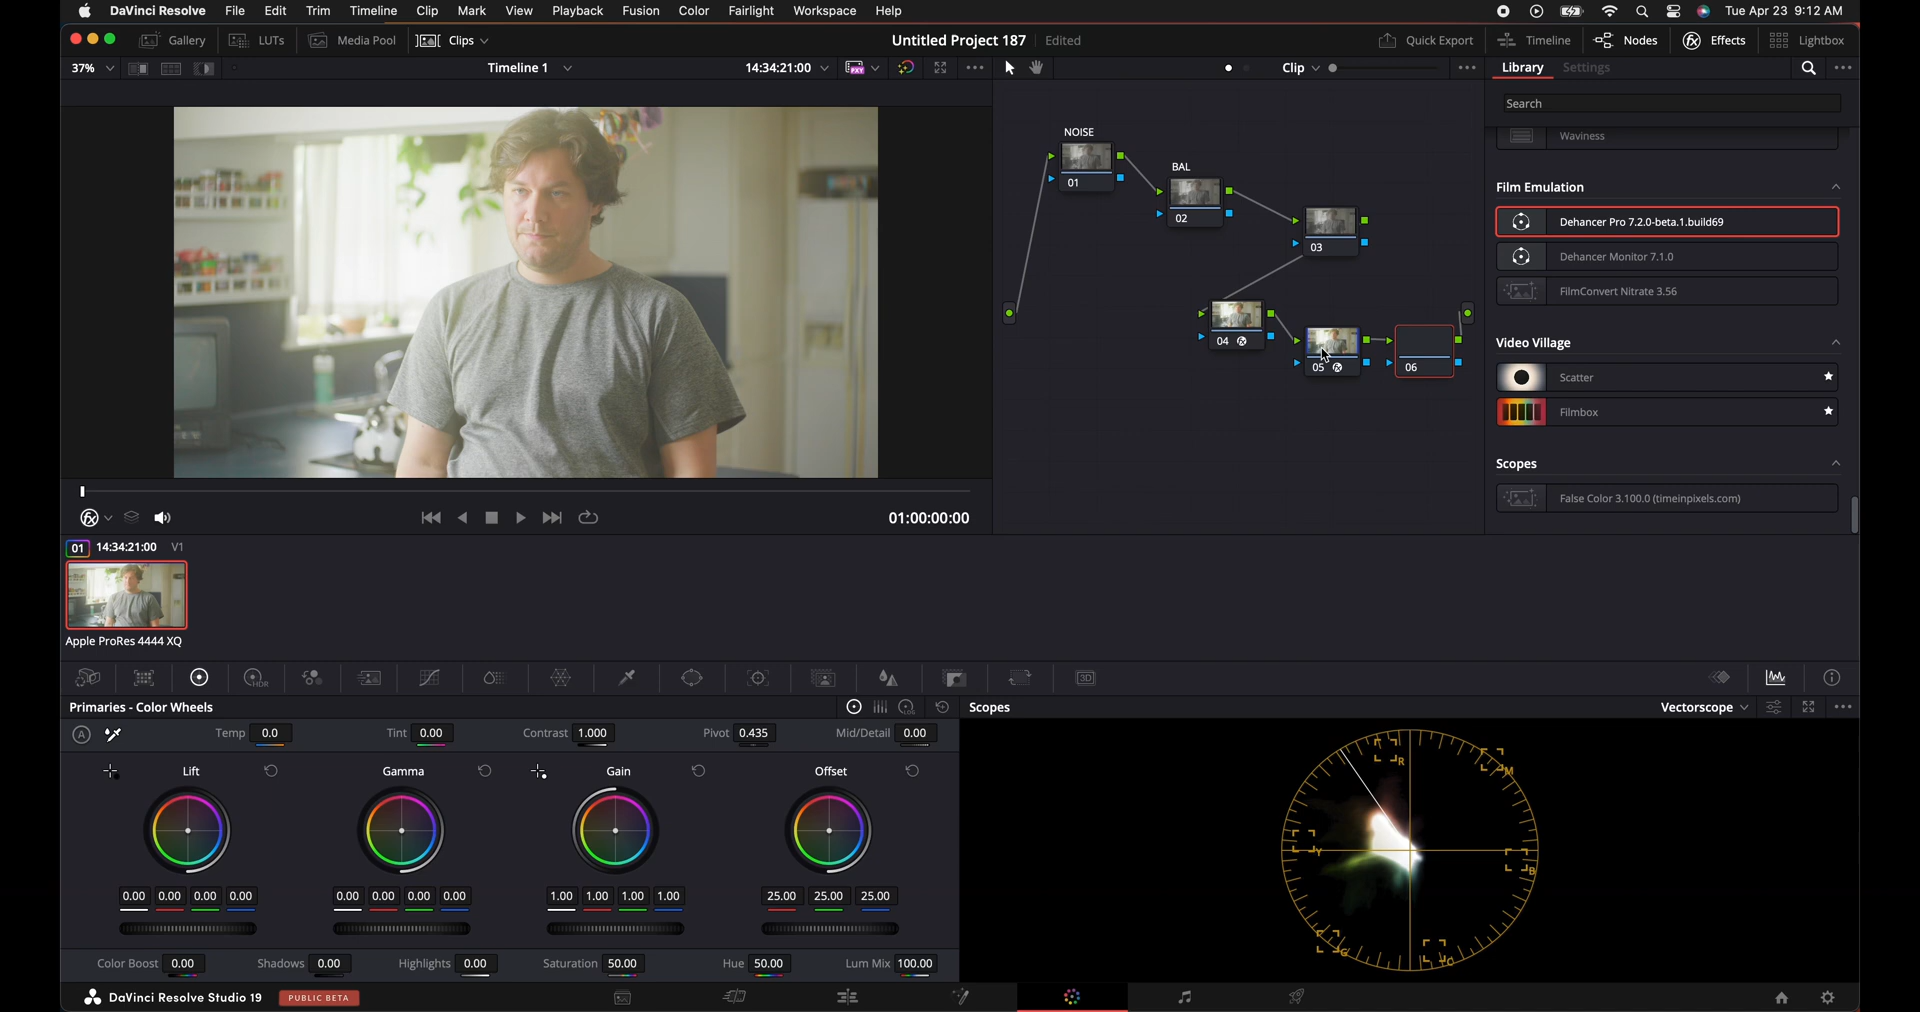 DaVinci Resolve File Edit Trim Timeline Clip Mark View Playback Fusion Color Fairlight Workspace Help Tue Apr 23 9:12 AM
Gallery LUTs Media Pool Clips Untitled Project 187 Edited Quick Export Timeline Nodes Effects Lightbox
37% Timeline 1 14:34:21:00 PXY Clip Library Settings
Search
NOISE
01
BAL
02
03
04
05
06
Waviness
Film Emulation
Dehancer Pro 7.2.0-beta.1.build69
Dehancer Monitor 7.1.0
FilmConvert Nitrate 3.56
Video Village
Scatter
Filmbox
Scopes
False Color 3.100.0 (timeinpixels.com)
01:00:00:00
01 14:34:21:00 V1
Apple ProRes 4444 XQ
HDR
3D
Primaries - Color Wheels LOG Scopes Vectorscope
A Temp 0.0 Tint 0.00 Contrast 1.000 Pivot 0.435 Mid/Detail 0.00
Lift Gamma Gain Offset
0.00 0.00 0.00 0.00 0.00 0.00 0.00 0.00 1.00 1.00 1.00 1.00 25.00 25.00 25.00
Color Boost 0.00 Shadows 0.00 Highlights 0.00 Saturation 50.00 Hue 50.00 Lum Mix 100.00
R
M
Y
B
G
C
DaVinci Resolve Studio 19 PUBLIC BETA